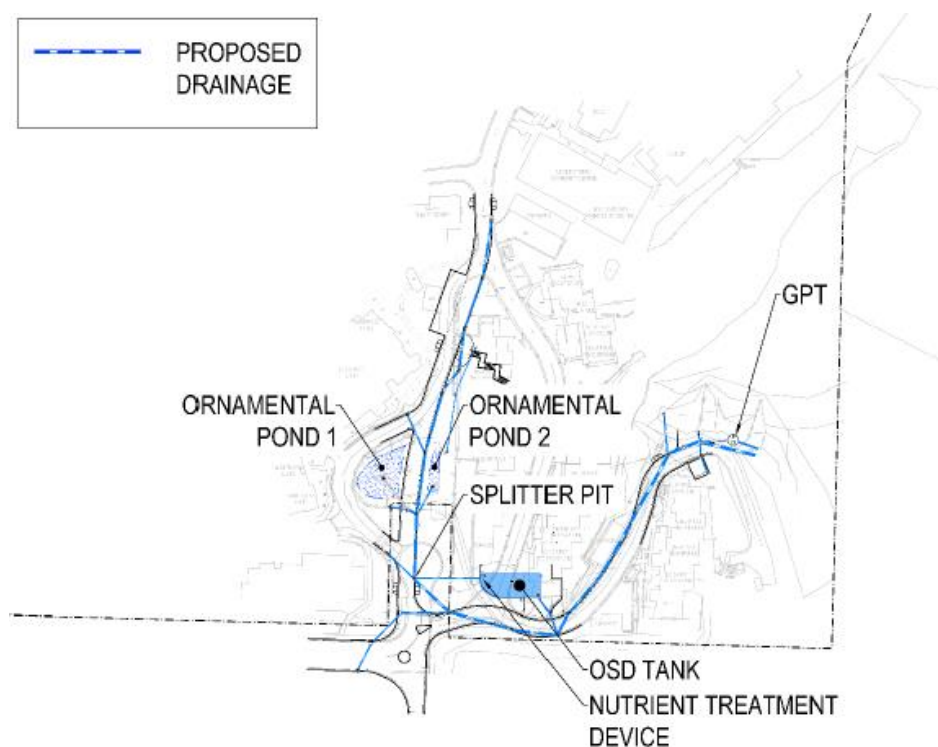 PROPOSED
DRAINAGE
GPT
ORNAMENTAL
POND 1
ORNAMENTAL
POND 2
SPLITTER PIT
OSD TANK
NUTRIENT TREATMENT
DEVICE